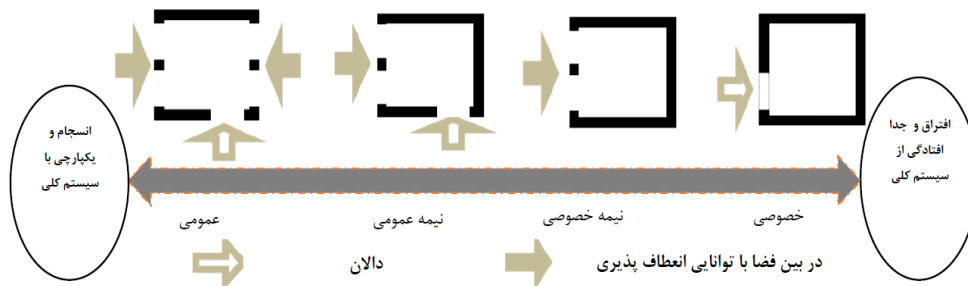 افتراق و جدا
افتادگی از
سیستم کلی
انسجام و
یکپارچی با
سیستم کلی
خصوصی
نیمه خصوصی
نیمه عمومی
عمومی
در بین فضا با توانایی انعطاف پذیری
دالان